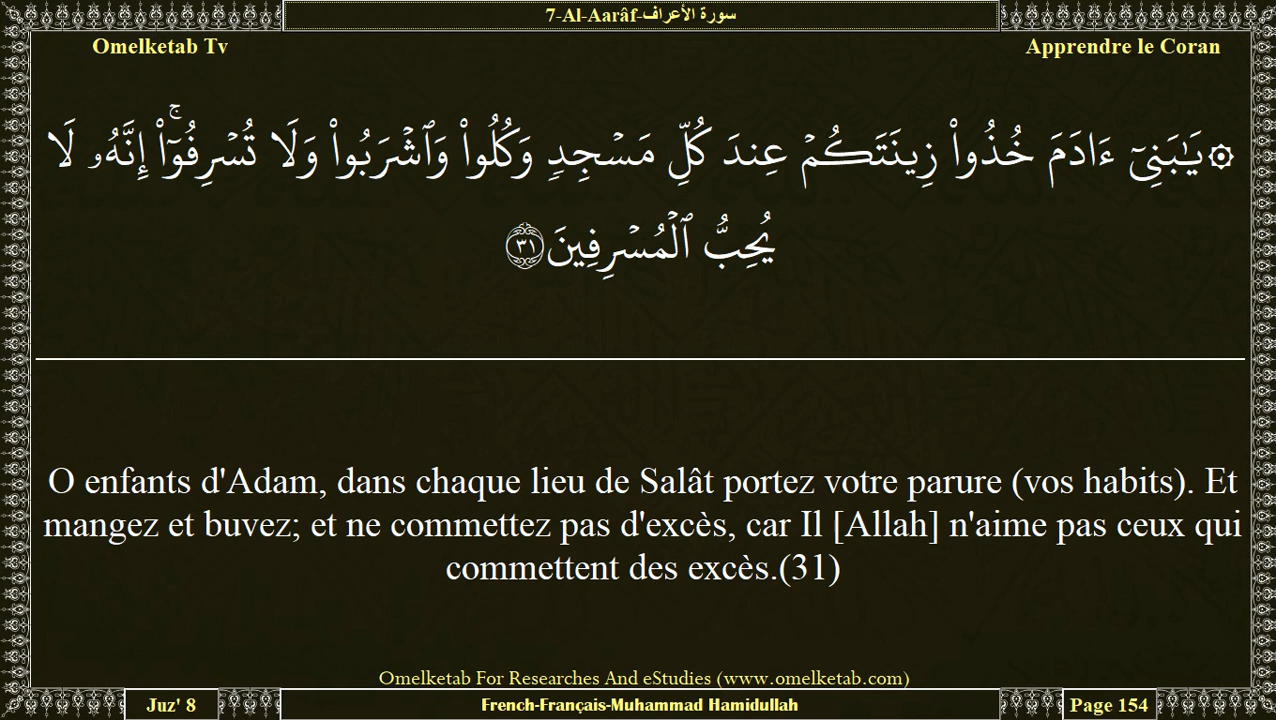 7-Al-Aarâf-سورة الأعراف
Omelketab Tv
Apprendre le Coran
۞يَٰبَنِيٓ ءَادَمَ خُذُواْ زِينَتَكُمۡ عِندَ كُلِّ مَسۡجِدٖ وَكُلُواْ وَٱشۡرَبُواْ وَلَا تُسۡرِفُوٓاْۚ إِنَّهُۥ لَا
يُحِبُّ ٱلۡمُسۡرِفِينَ ٣١
O enfants d'Adam, dans chaque lieu de Salât portez votre parure (vos habits). Et
mangez et buvez; et ne commettez pas d'excès, car Il [Allah] n'aime pas ceux qui
commettent des excès.(31)
Omelketab For Researches And eStudies (www.omelketab.com)
Juz' 8
French-Français-Muhammad Hamidullah
Page 154